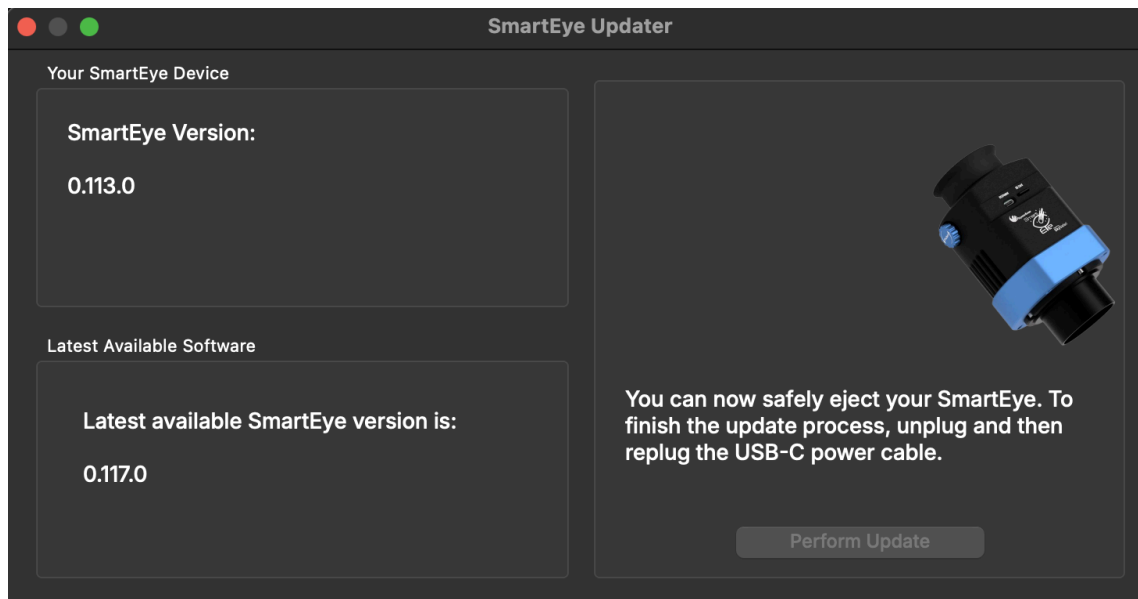 SmartEye Updater
Your SmartEye Device
SmartEye Version:
0.113.0
Latest Available Software
Latest available SmartEye version is:
0.117.0
You can now safely eject your SmartEye. To
finish the update process, unplug and then
replug the USB-C power cable.
Perform Update